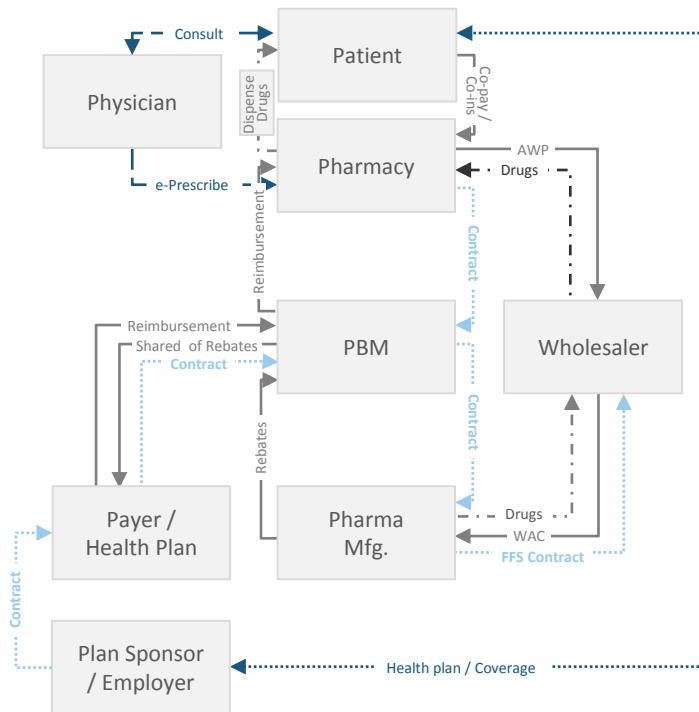 Consult
Patient
Physician
Dispense
Drugs
Co-pay /
Co-ins
Pharmacy
AWP
Drugs
e-Prescribe
Reimbursement
Contract
Reimbursement
Shared of Rebates
Contract
PBM
Wholesaler
Contract
Rebates
Payer /
Health Plan
Pharma
Mfg.
Drugs
WAC
FFS Contract
Contract
Plan Sponsor
/ Employer
Health plan / Coverage